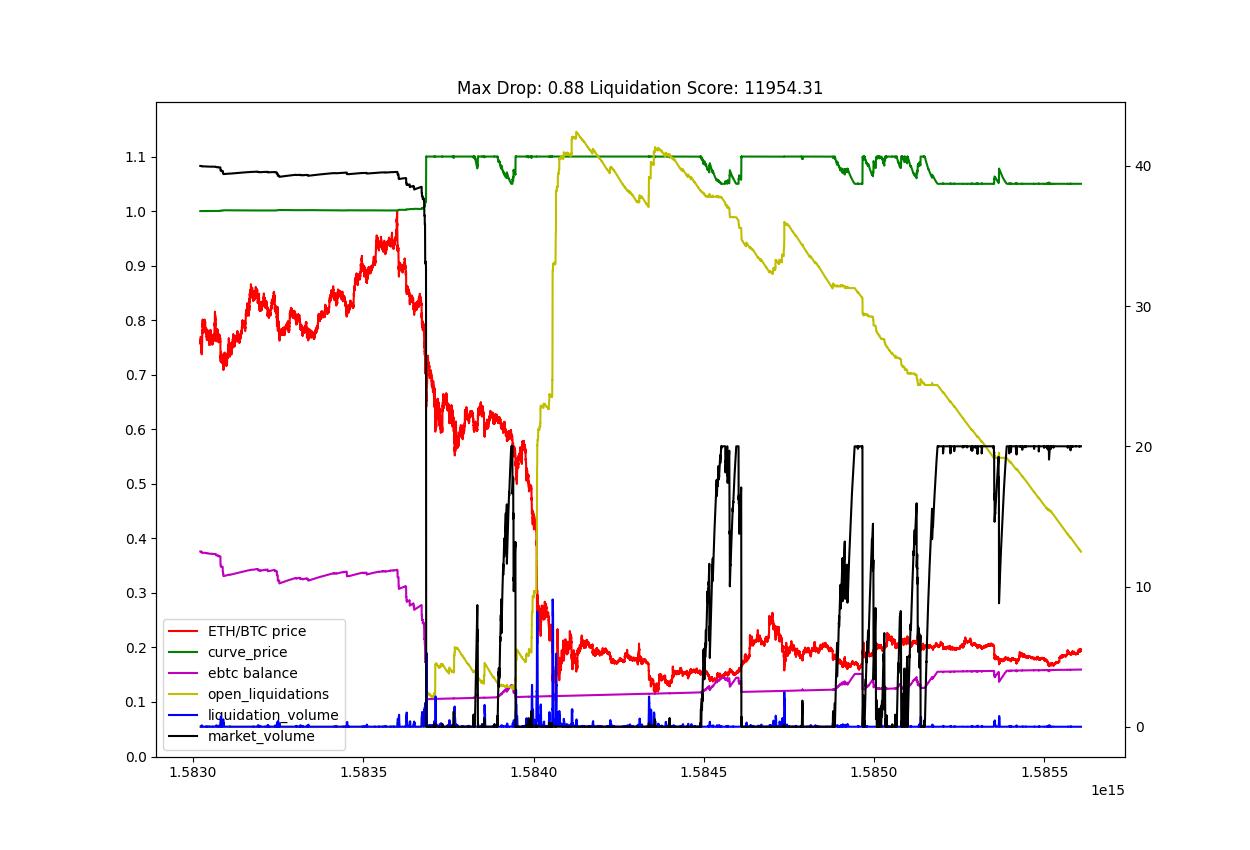 Max Drop: 0.88 Liquidation Score: 11954.31
1.1
1.0
0.9
0.8
0.7
0.6
0.5
0.4
0.3
0.2
0.1
0.0
40
30
20
10
0
ETH/BTC price
curve_price
ebtc balance
open_liquidations
liquidation_volume
market_volume
1.5830 1.5835 1.5840 1.5845 1.5850 1.5855
1e15